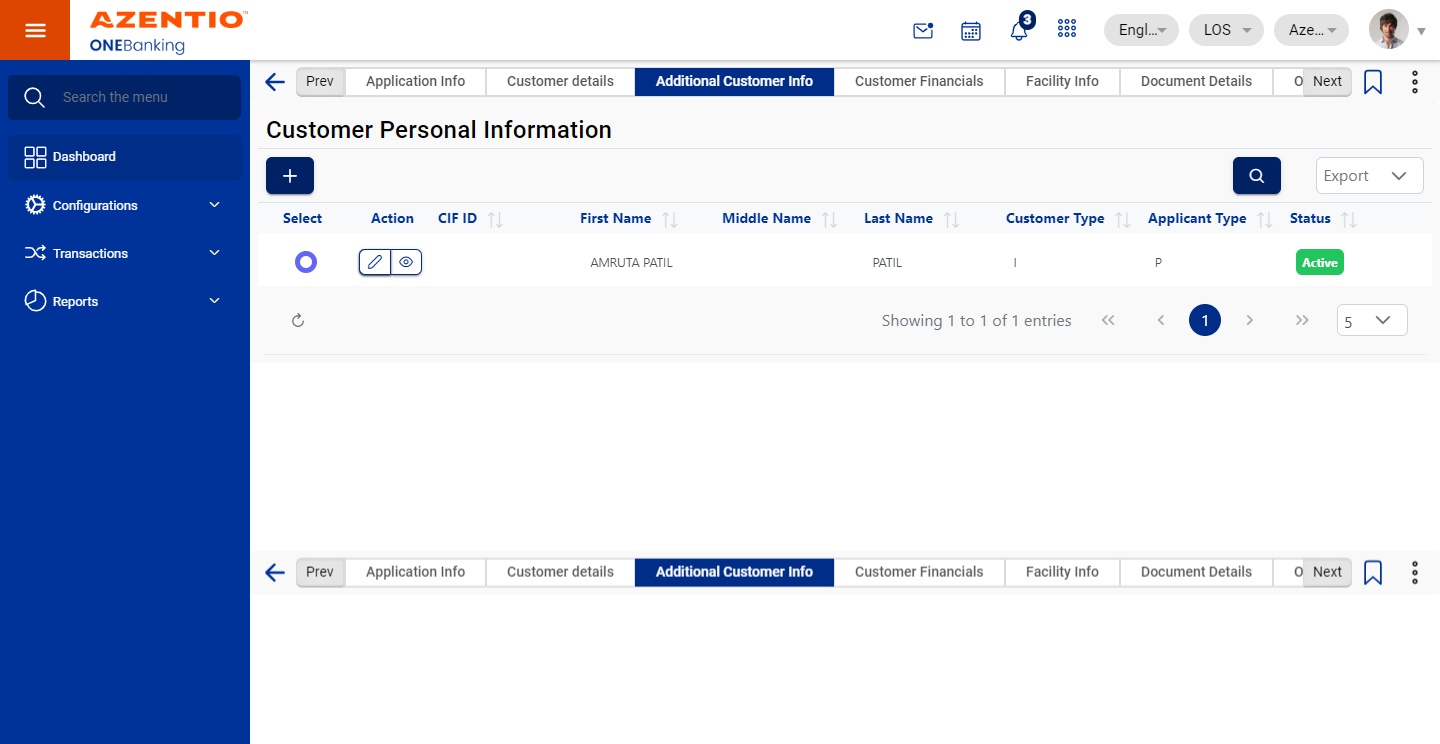 AZENTIO™
ONEBanking
3
Engl...
LOS
Aze...
Search the menu
Dashboard
Configurations
Transactions
Reports
Prev Application Info Customer details Additional Customer Info Customer Financials Facility Info Document Details O Next
Customer Personal Information
+
Export
Select Action CIF ID First Name Middle Name Last Name Customer Type Applicant Type Status
AMRUTA PATIL PATIL I P Active
Showing 1 to 1 of 1 entries 1 5
Prev Application Info Customer details Additional Customer Info Customer Financials Facility Info Document Details O Next